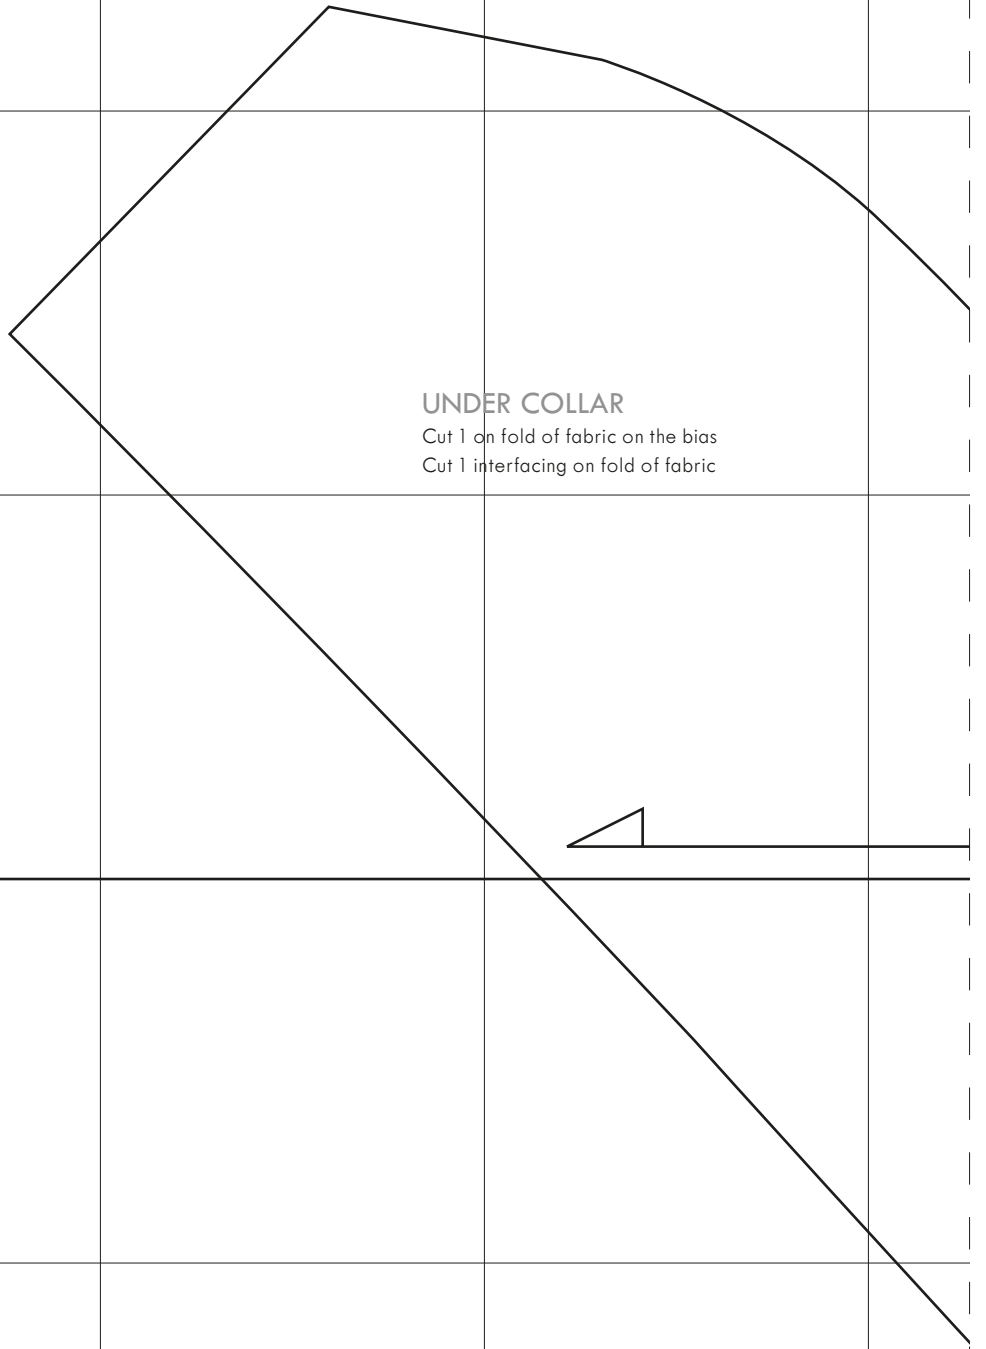 UNDER COLLAR
Cut 1 on fold of fabric on the bias
Cut 1 interfacing on fold of fabric